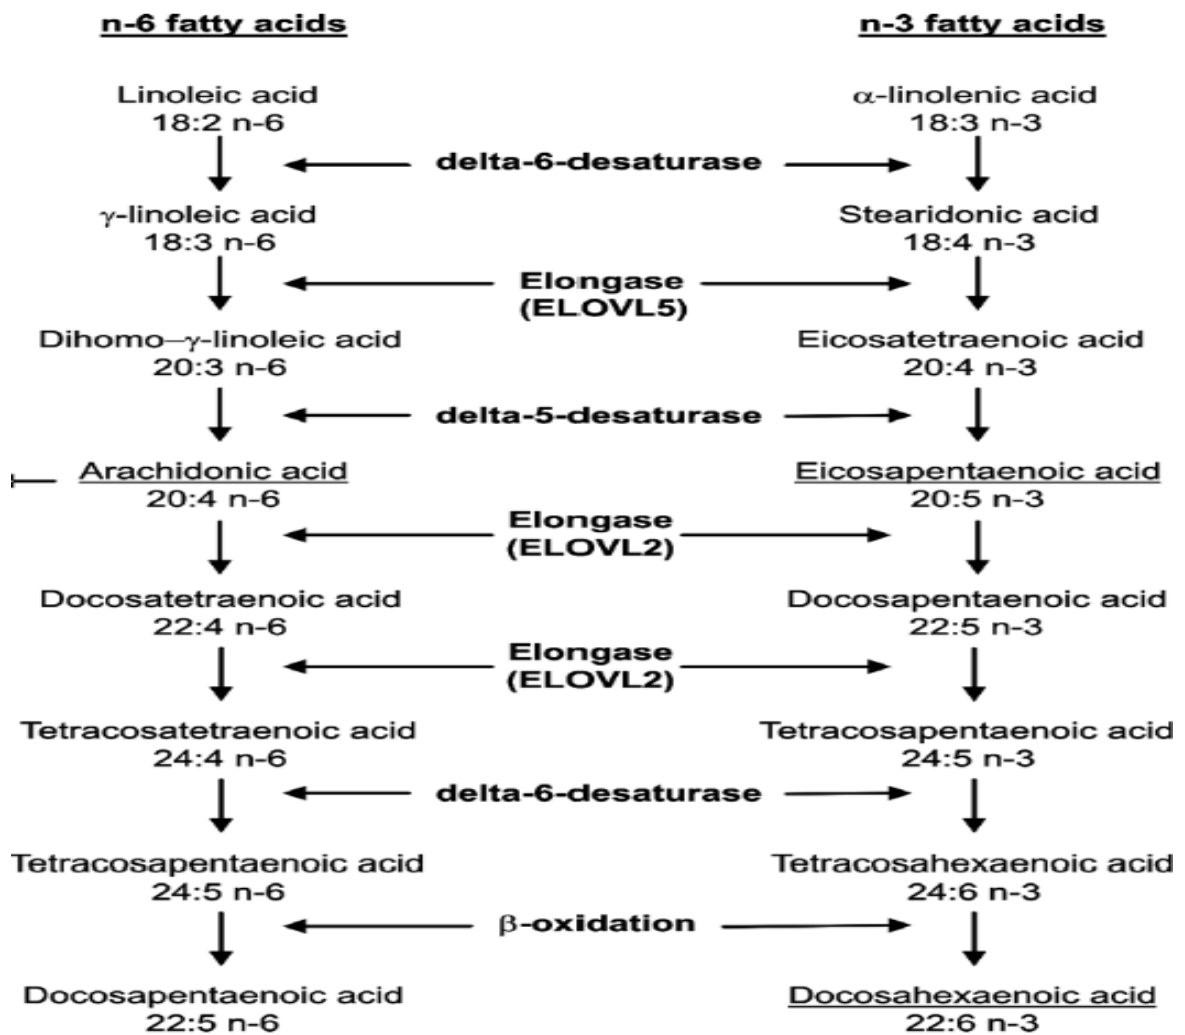 n-6 fatty acids
n-3 fatty acids
Linoleic acid
18:2 n-6
α-linolenic acid
18:3 n-3
delta-6-desaturase
γ-linoleic acid
18:3 n-6
Stearidonic acid
18:4 n-3
Elongase
(ELOVL5)
Dihomo–γ-linoleic acid
20:3 n-6
Eicosatetraenoic acid
20:4 n-3
delta-5-desaturase
Arachidonic acid
20:4 n-6
Eicosapentaenoic acid
20:5 n-3
Elongase
(ELOVL2)
Docosatetraenoic acid
22:4 n-6
Docosapentaenoic acid
22:5 n-3
Elongase
(ELOVL2)
Tetracosatetraenoic acid
24:4 n-6
Tetracosapentaenoic acid
24:5 n-3
delta-6-desaturase
Tetracosapentaenoic acid
24:5 n-6
Tetracosahexaenoic acid
24:6 n-3
β-oxidation
Docosapentaenoic acid
22:5 n-6
Docosahexaenoic acid
22:6 n-3